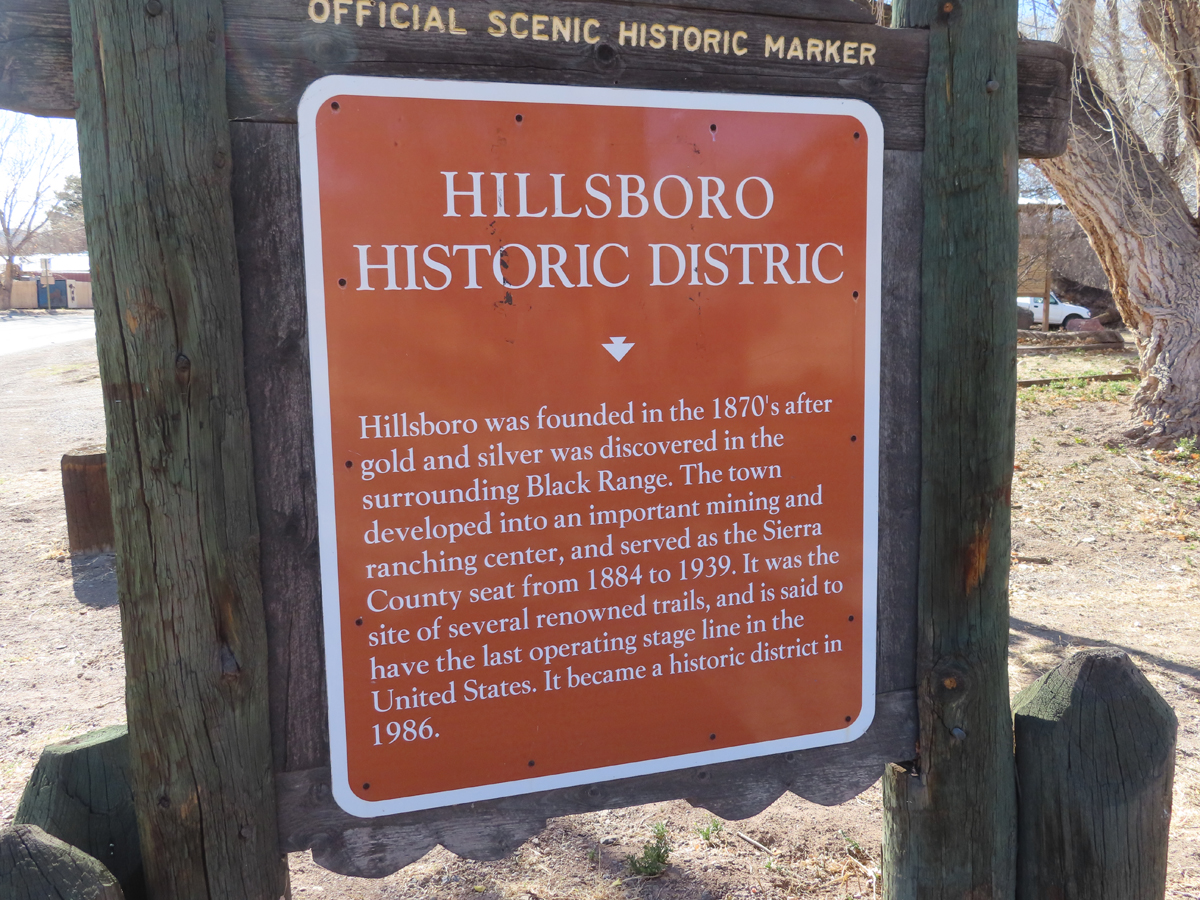 OFFICIAL SCENIC HISTORIC MARKER
HILLSBORO
HISTORIC DISTRIC
Hillsboro was founded in the 1870's after
gold and silver was discovered in the
surrounding Black Range. The town
developed into an important mining and
ranching center, and served as the Sierra
County seat from 1884 to 1939. It was the
site of several renowned trails, and is said to
have the last operating stage line in the
United States. It became a historic district in
1986.